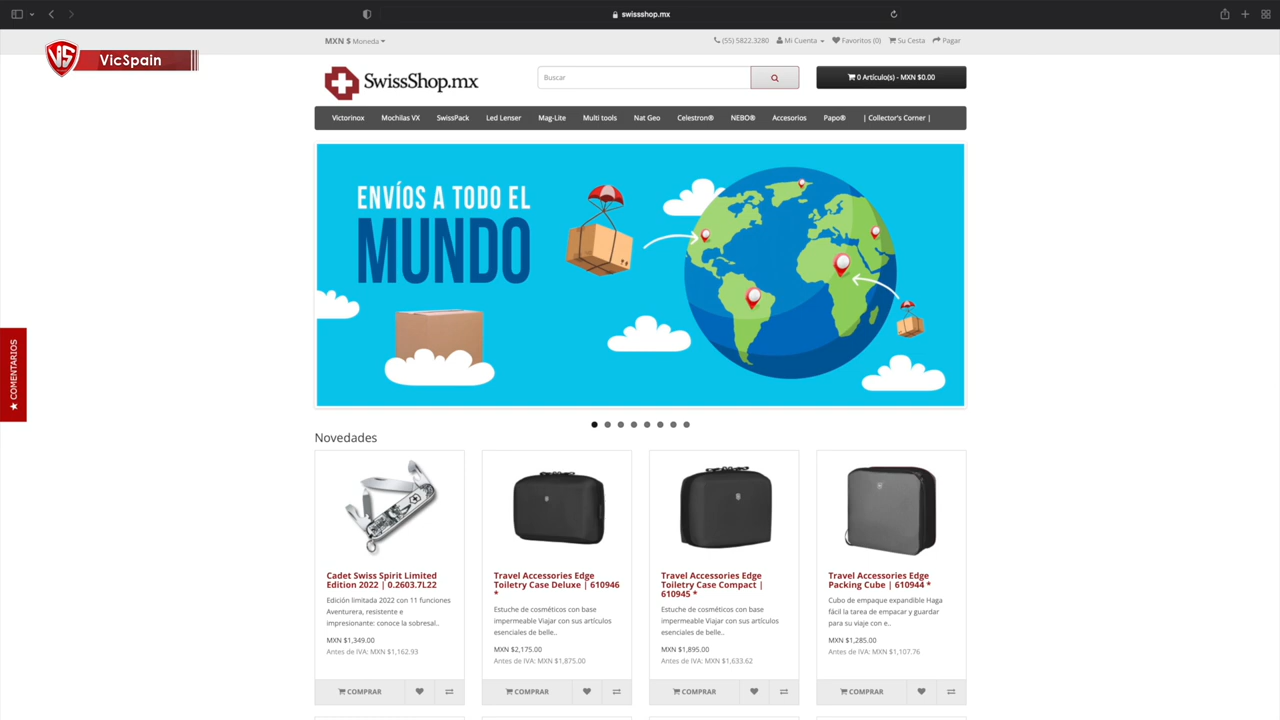 swissshop.mx
VS VicSpain
MXN $ Moneda
(55) 5822.3280 Mi Cuenta Favoritos (0) Su Cesta Pagar
SwissShop.mx
Buscar
0 Artículo(s) - MXN $0.00
Victorinox Mochilas VX SwissPack Led Lenser Mag-Lite Multi tools Nat Geo Celestron® NEBO® Accesorios Papo® | Collector's Corner |
ENVÍOS A TODO EL
MUNDO
★ COMENTARIOS
Novedades
Cadet Swiss Spirit Limited
Edition 2022 | 0.2603.7L22
Edición limitada 2022 con 11 funciones
Aventurera, resistente e
impresionante: conoce la sobresal..
MXN $1,349.00
Antes de IVA: MXN $1,162.93
COMPRAR
Travel Accessories Edge
Toiletry Case Deluxe | 610946
*
Estuche de cosméticos con base
impermeable Viajar con sus artículos
esenciales de belle..
MXN $2,175.00
Antes de IVA: MXN $1,875.00
COMPRAR
Travel Accessories Edge
Toiletry Case Compact |
610945 *
Estuche de cosméticos con base
impermeable Viajar con sus artículos
esenciales de belle..
MXN $1,895.00
Antes de IVA: MXN $1,633.62
COMPRAR
Travel Accessories Edge
Packing Cube | 610944 *
Cubo de empaque expandible Haga
fácil la tarea de empacar y guardar
para su viaje con e..
MXN $1,285.00
Antes de IVA: MXN $1,107.76
COMPRAR